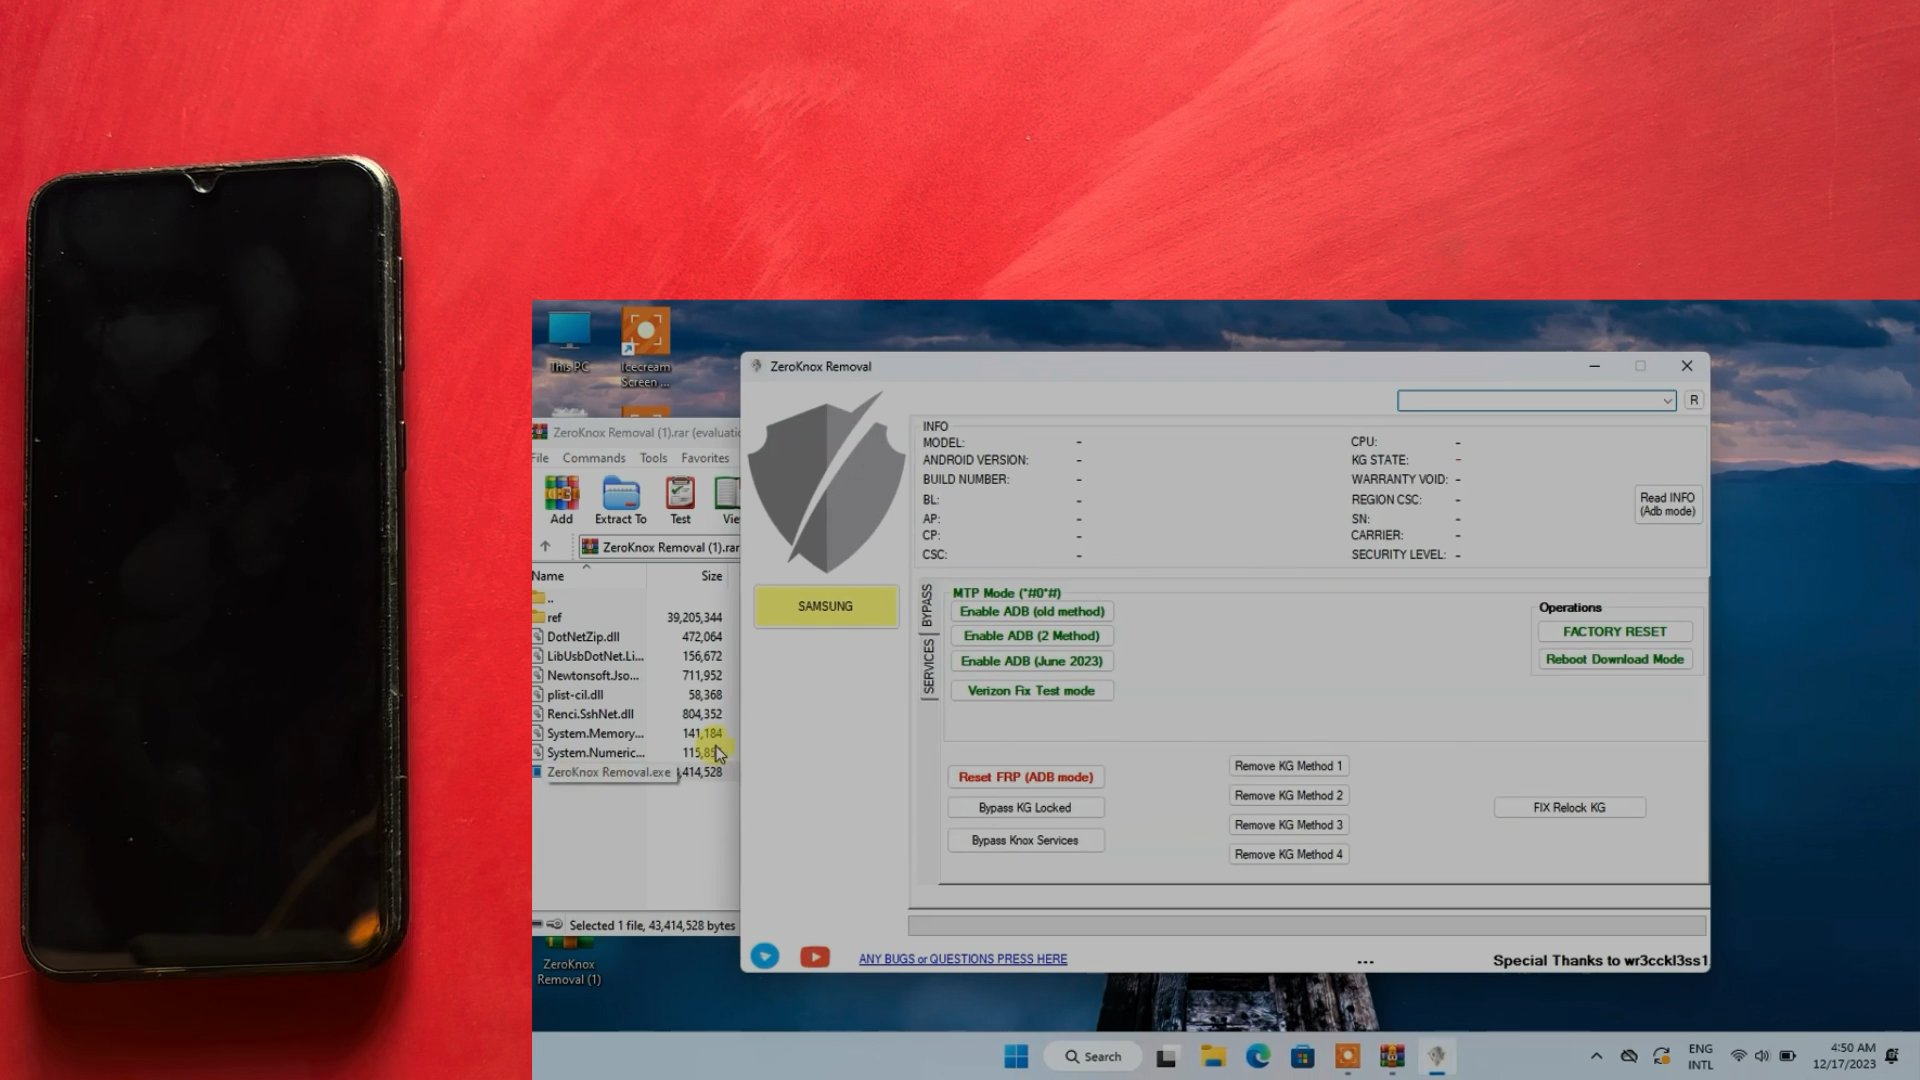 This PC
Icecream
Screen ...
ZeroKnox Removal
ZeroKnox Removal (1).rar (evaluatio
File Commands Tools Favorites
Add Extract To Test Vie
ZeroKnox Removal (1).rar
Name Size
..
ref 39,205,344
DotNetZip.dll 472,064
LibUsbDotNet.Li... 156,672
Newtonsoft.Jso... 711,952
plist-cil.dll 58,368
Renci.SshNet.dll 804,352
System.Memory... 141,184
System.Numeric...
ZeroKnox Removal.exe ,414,528
Selected 1 file, 43,414,528 bytes
ZeroKnox
Removal (1)
R
SAMSUNG
INFO
MODEL: -
ANDROID VERSION: -
BUILD NUMBER: -
BL: -
AP: -
CP: -
CSC: -
CPU: -
KG STATE: -
WARRANTY VOID: -
REGION CSC: -
SN: -
CARRIER: -
SECURITY LEVEL: -
Read INFO
(Adb mode)
BYPASS
SERVICES
MTP Mode (*#0*#)
Enable ADB (old method)
Enable ADB (2 Method)
Enable ADB (June 2023)
Verizon Fix Test mode
Operations
FACTORY RESET
Reboot Download Mode
Reset FRP (ADB mode)
Bypass KG Locked
Bypass Knox Services
Remove KG Method 1
Remove KG Method 2
Remove KG Method 3
Remove KG Method 4
FIX Relock KG
ANY BUGS or QUESTIONS PRESS HERE
...
Special Thanks to wr3cckl3ss1
Search
ENG
INTL
4:50 AM
12/17/2023